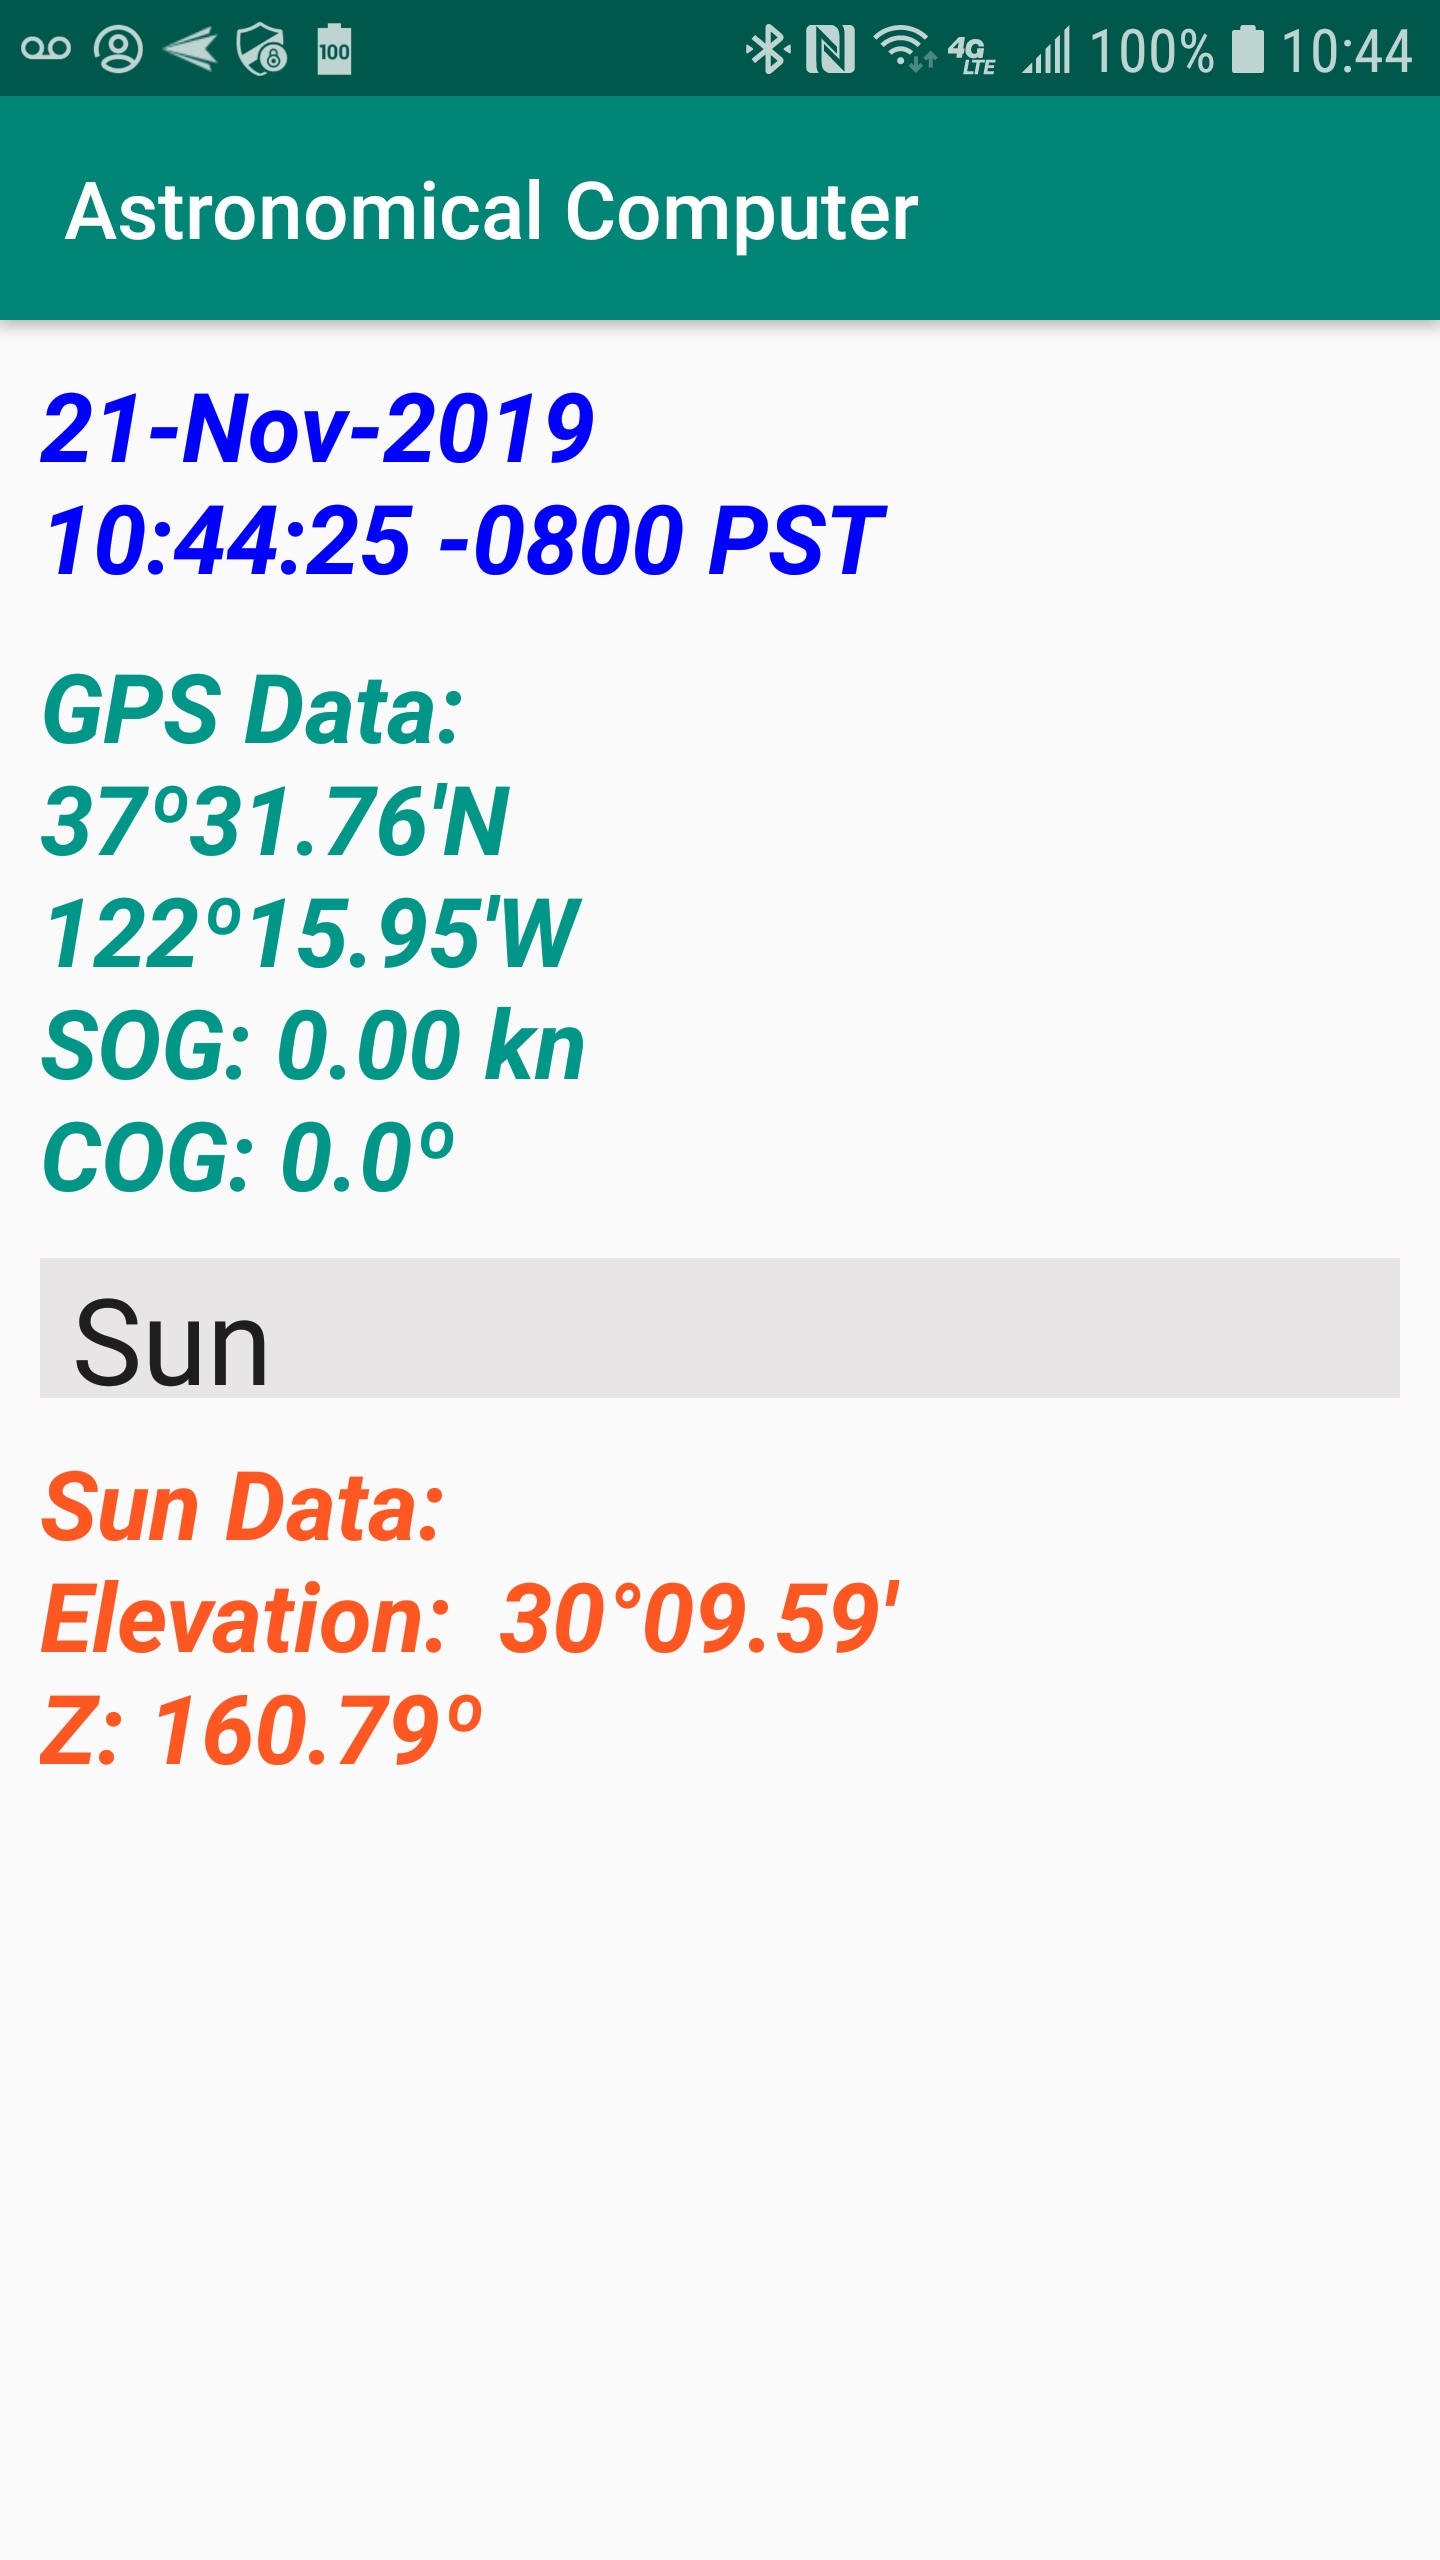 100 4G LTE 100% 10:44
Astronomical Computer
21-Nov-2019
10:44:25 -0800 PST
GPS Data:
37º31.76'N
122º15.95'W
SOG: 0.00 kn
COG: 0.0º
Sun
Sun Data:
Elevation:  30°09.59'
Z: 160.79º